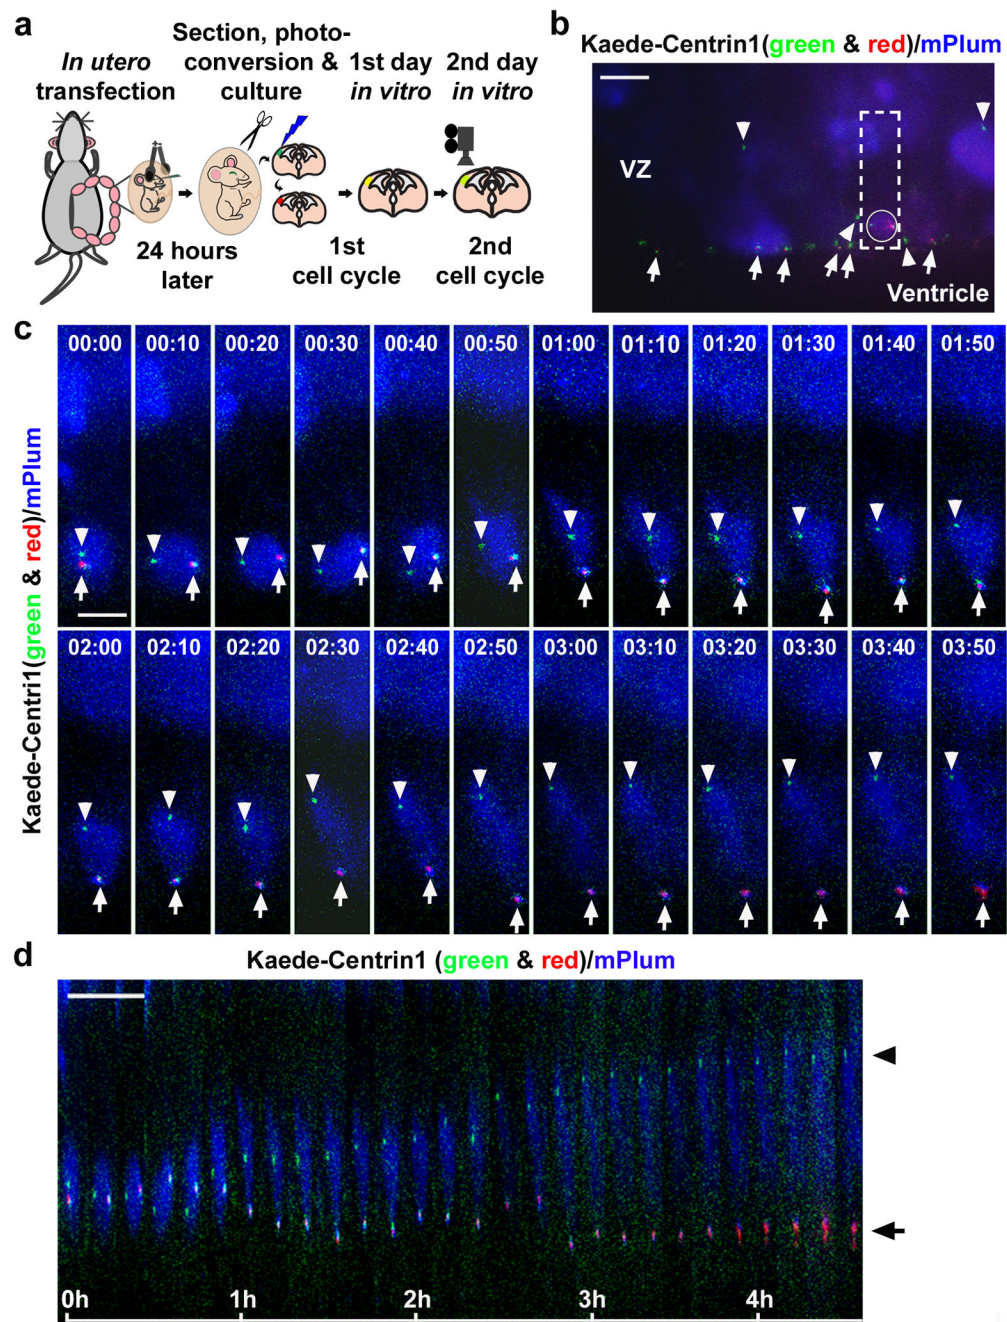 a
In utero
transfection
Section, photo-
conversion &
culture
1st day
in vitro
2nd day
in vitro
24 hours
later
1st
cell cycle
2nd
cell cycle
b
Kaede-Centrin1(green & red)/mPlum
VZ
Ventricle
c
Kaede-Centri1(green & red)/mPlum
00:00 00:10 00:20 00:30 00:40 00:50 01:00 01:10 01:20 01:30 01:40 01:50
02:00 02:10 02:20 02:30 02:40 02:50 03:00 03:10 03:20 03:30 03:40 03:50
d
Kaede-Centrin1 (green & red)/mPlum
0h 1h 2h 3h 4h